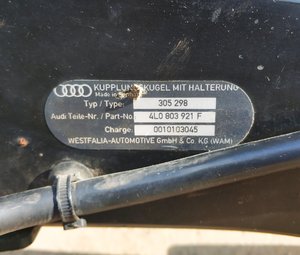 KUPPLUNGSKUGEL MIT HALTERUNG
Made in Germany
Typ / Type: 305 298
Audi Teile-Nr. / Part-No. 4L0 803 921 F
Charge: 0010103045
WESTFALIA-AUTOMOTIVE GmbH & Co. KG (WAM)